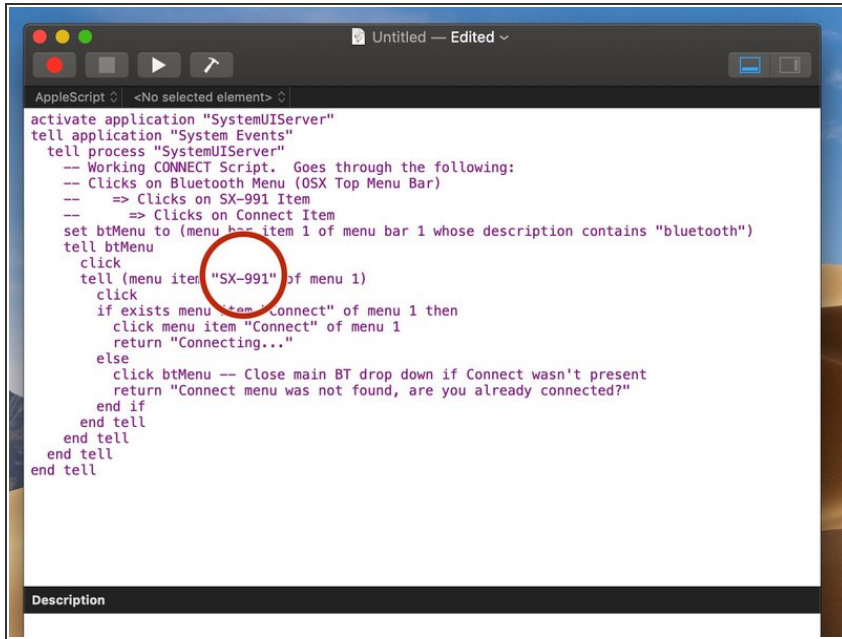 Untitled — Edited
AppleScript <No selected element>
activate application "SystemUIServer"
tell application "System Events"
tell process "SystemUIServer"
-- Working CONNECT Script.  Goes through the following:
-- Clicks on Bluetooth Menu (OSX Top Menu Bar)
--    => Clicks on SX-991 Item
--      => Clicks on Connect Item
set btMenu to (menu bar item 1 of menu bar 1 whose description contains "bluetooth")
tell btMenu
click
tell (menu item "SX-991" of menu 1)
click
if exists menu item "Connect" of menu 1 then
click menu item "Connect" of menu 1
return "Connecting..."
else
click btMenu -- Close main BT drop down if Connect wasn't present
return "Connect menu was not found, are you already connected?"
end if
end tell
end tell
end tell
end tell
Description